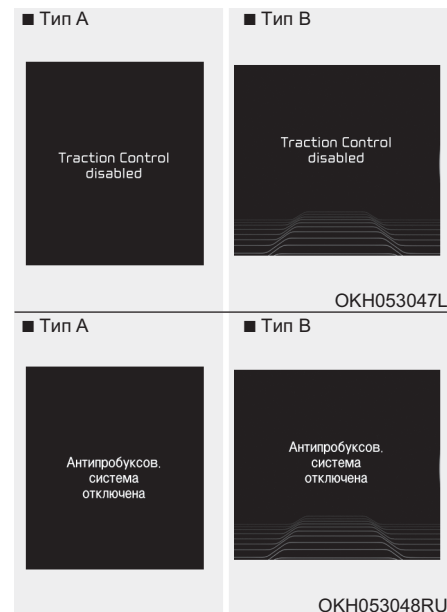 ■ Тип A
■ Тип B
Traction Control
disabled
Traction Control
disabled
OKH053047L
■ Тип A
■ Тип B
Антипробуксов.
система
отключена
Антипробуксов.
система
отключена
OKH053048RU